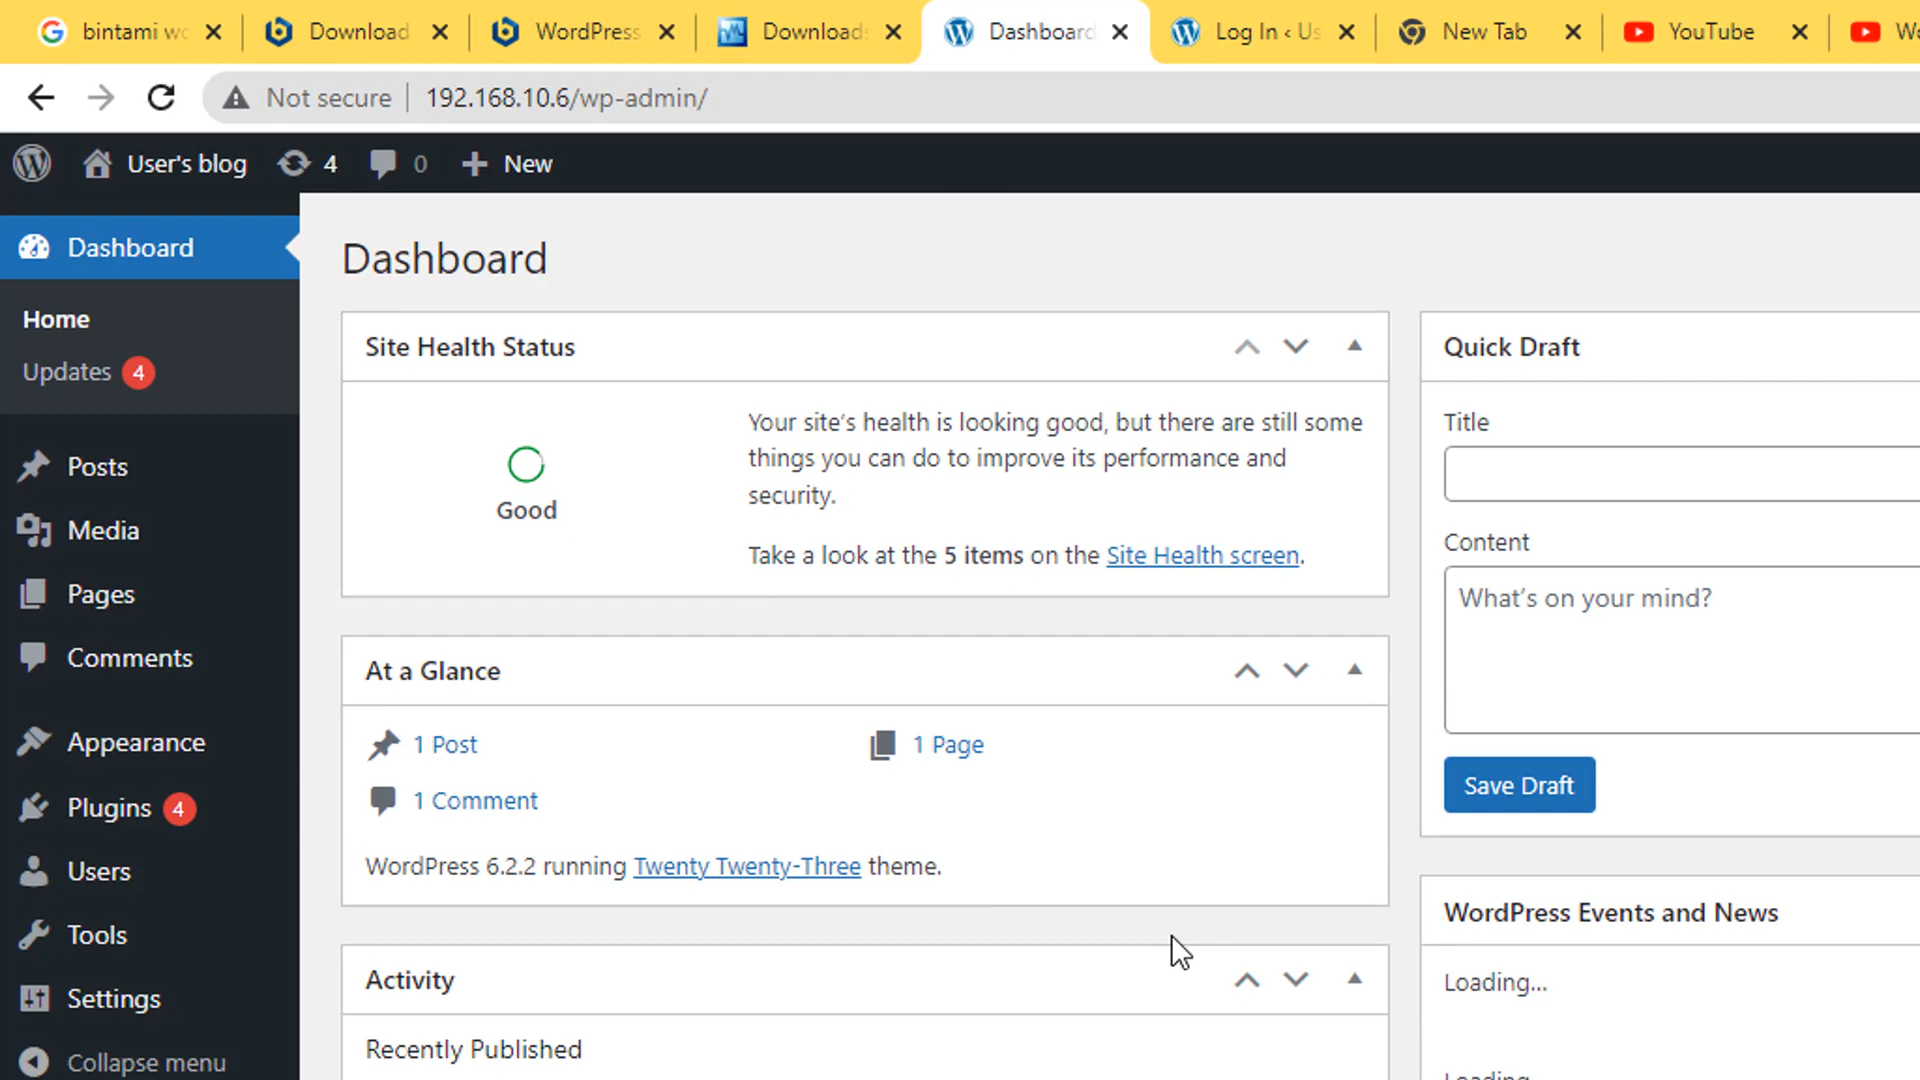 bintami wo
Download
WordPress
Downloads
Dashboard
Log In ‹ Us
New Tab
YouTube
Wo
Not secure
192.168.10.6/wp-admin/
User's blog
4
0
New
Dashboard
Home
Updates 4
Posts
Media
Pages
Comments
Appearance
Plugins 4
Users
Tools
Settings
Collapse menu
Dashboard
Site Health Status
Good
Your site's health is looking good, but there are still some
things you can do to improve its performance and
security.
Take a look at the 5 items on the Site Health screen.
At a Glance
1 Post
1 Page
1 Comment
WordPress 6.2.2 running Twenty Twenty-Three theme.
Activity
Recently Published
Quick Draft
Title
Content
What's on your mind?
Save Draft
WordPress Events and News
Loading...